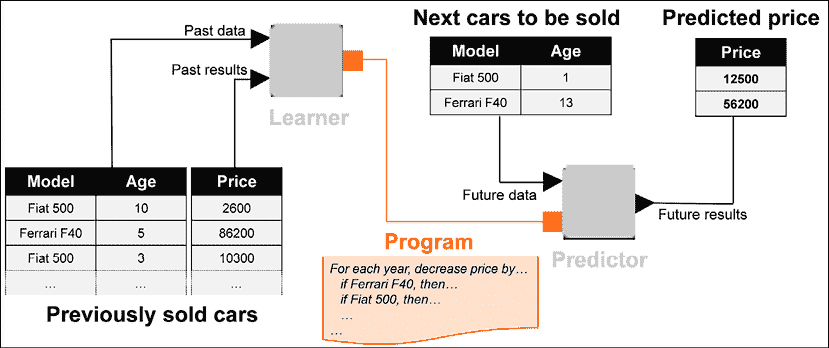 Past data
Past results
Learner
Model Age Price
Fiat 500 10 2600
Ferrari F40 5 86200
Fiat 500 3 10300
... ... ...
Previously sold cars
Program
For each year, decrease price by...
if Ferrari F40, then...
if Fiat 500, then...
...
...
Next cars to be sold
Model Age
Fiat 500 1
Ferrari F40 13
Future data
Predictor
Future results
Predicted price
Price
12500
56200